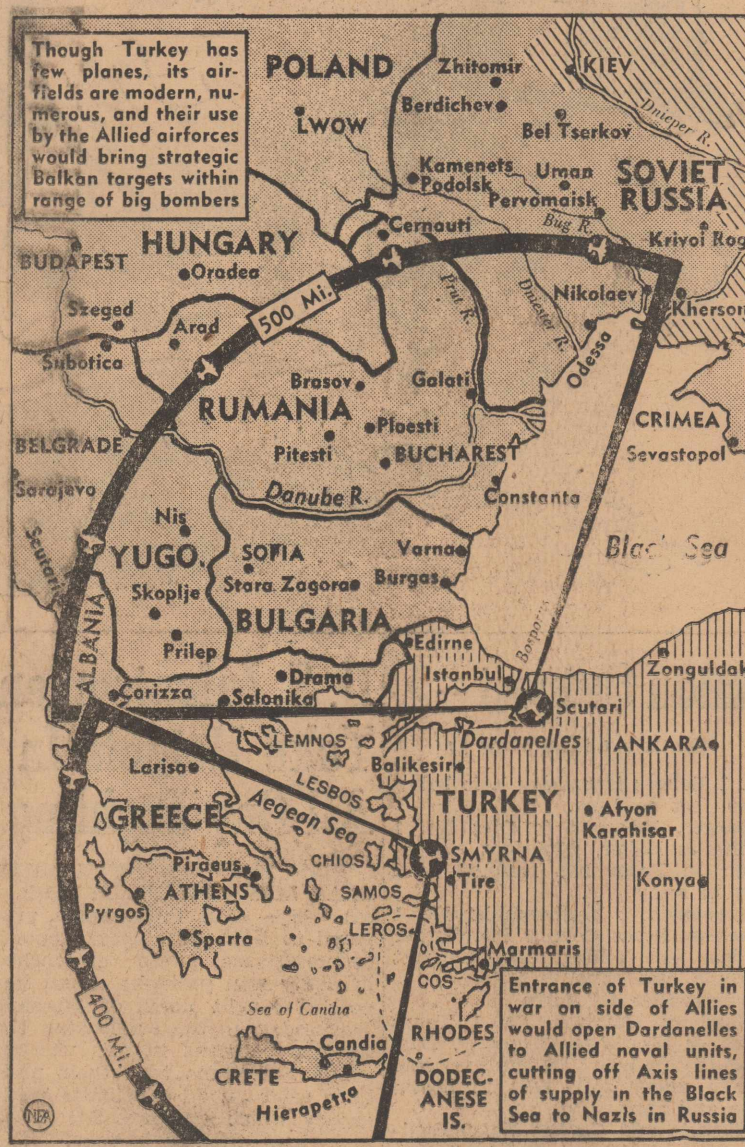 Though Turkey has
few planes, its air-
fields are modern, nu-
merous, and their use
by the Allied airforces
would bring strategic
Balkan targets within
range of big bombers
POLAND
LWOW
Zhitomir
KIEV
Berdichev
Dnieper R.
Bel Tserkov
Kamenets
Podolsk
Uman
Pervomaisk
SOVIET
RUSSIA
Bug R.
Krivoi Rog
Cernauti
HUNGARY
BUDAPEST
Oradea
500 Mi.
Prut R.
Dniester R.
Nikolaev
Kherson
Odessa
Szeged
Arad
Subotica
Brasov
Galati
RUMANIA
Ploesti
Pitesti
BUCHAREST
CRIMEA
Sevastopol
BELGRADE
Sarajevo
Danube R.
Constanta
Scutari
Nis
YUGO.
SOFIA
Varna
Black Sea
Skoplje
Stara Zagora
Burgas
BULGARIA
Prilep
ALBANIA
Edirne
Bosporus
Istanbul
Zonguldak
Corizza
Drama
Salonika
Scutari
LEMNOS
Dardanelles
ANKARA
Larisa
Balikesir
LESBOS
TURKEY
GREECE
Aegean Sea
Afyon
Karahisar
CHIOS
SMYRNA
Piraeus
ATHENS
Tire
Konya
SAMOS
Pyrgos
Sparta
LEROS
Marmaris
COS
400 Mi.
Sea of Candia
RHODES
Candia
CRETE
Hierapetra
DODEC-
ANESE
IS.
Entrance of Turkey in
war on side of Allies
would open Dardanelles
to Allied naval units,
cutting off Axis lines
of supply in the Black
Sea to Nazis in Russia
NEA